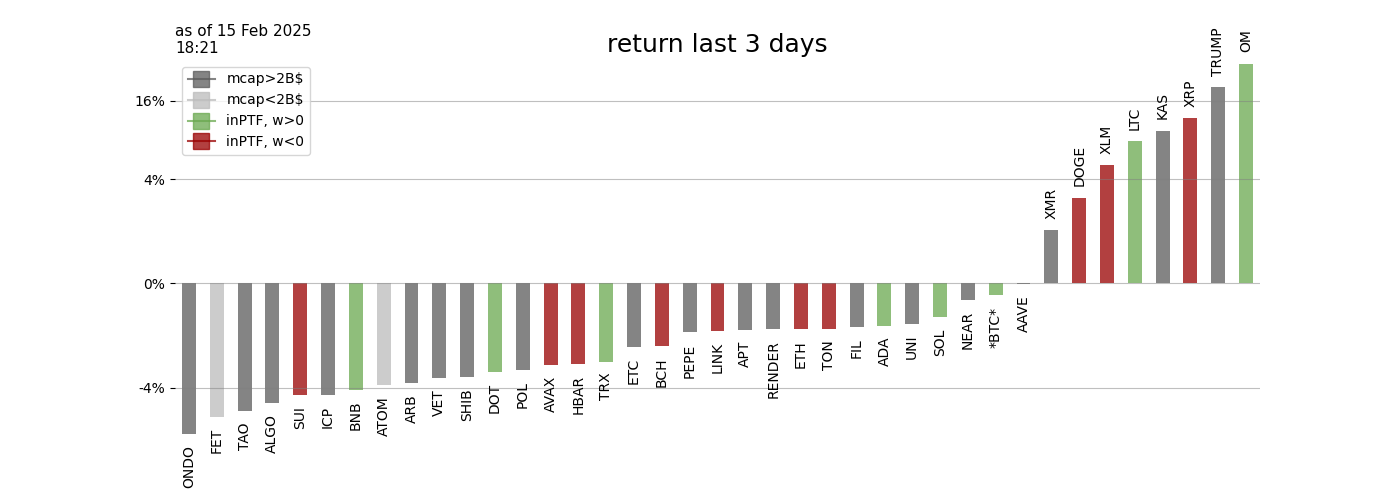 as of 15 Feb 2025
18:21
return last 3 days
mcap>2B$
mcap<2B$
inPTF, w>0
inPTF, w<0
16%
4%
0%
-4%
ONDO
FET
TAO
ALGO
SUI
ICP
BNB
ATOM
ARB
VET
SHIB
DOT
POL
AVAX
HBAR
TRX
ETC
BCH
PEPE
LINK
APT
RENDER
ETH
TON
FIL
ADA
UNI
SOL
NEAR
*BTC*
AAVE
XMR
DOGE
XLM
LTC
KAS
XRP
TRUMP
OM